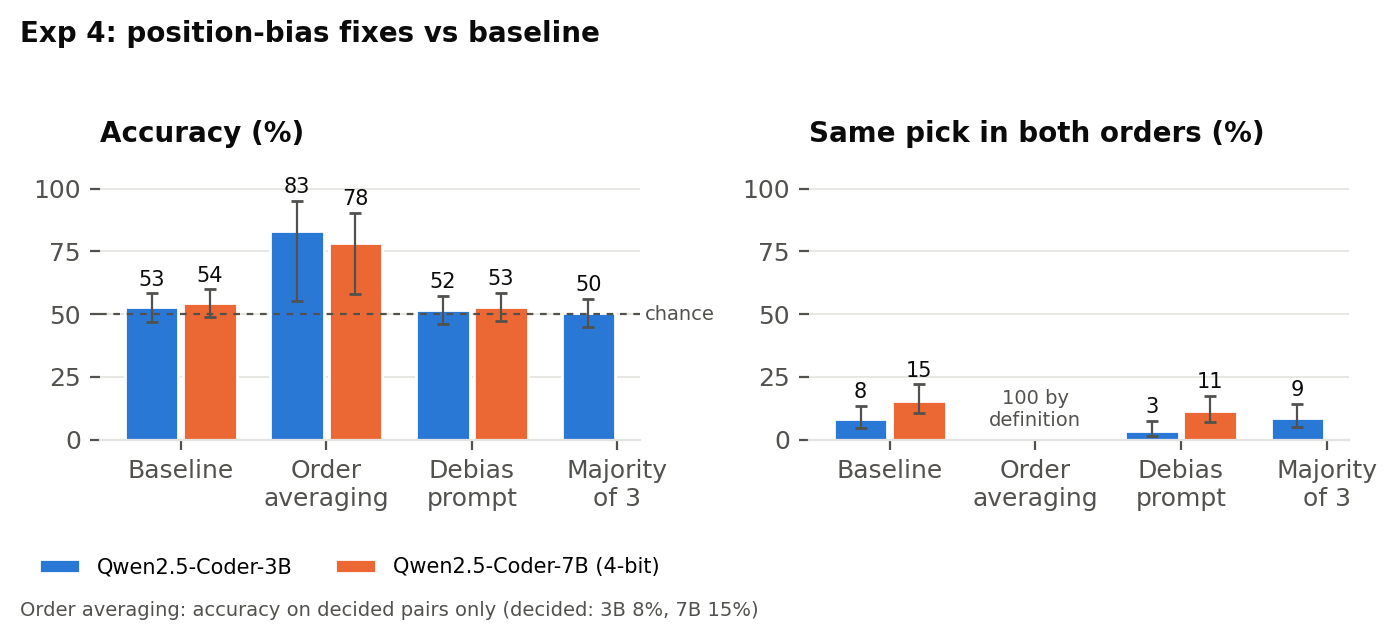 Exp 4: position-bias fixes vs baseline
Accuracy (%)
100
75
50
25
0
53
54
83
78
52
53
50
chance
Baseline
Order
averaging
Debias
prompt
Majority
of 3
Same pick in both orders (%)
100
75
50
25
0
8
15
100 by
definition
3
11
9
Baseline
Order
averaging
Debias
prompt
Majority
of 3
Qwen2.5-Coder-3B
Qwen2.5-Coder-7B (4-bit)
Order averaging: accuracy on decided pairs only (decided: 3B 8%, 7B 15%)